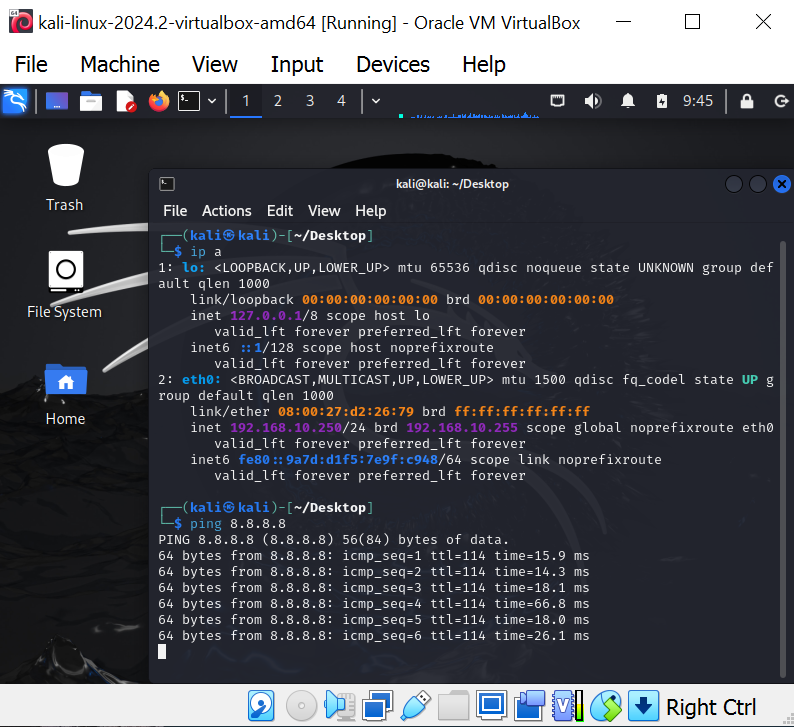 kali-linux-2024.2-virtualbox-amd64 [Running] - Oracle VM VirtualBox
File Machine View Input Devices Help
1 2 3 4 9:45
Trash
File System
Home
kali@kali: ~/Desktop
File Actions Edit View Help
┌──(kali㉿kali)-[~/Desktop]
└─$ ip a
1: lo: <LOOPBACK,UP,LOWER_UP> mtu 65536 qdisc noqueue state UNKNOWN group def
ault qlen 1000
link/loopback 00:00:00:00:00:00 brd 00:00:00:00:00:00
inet 127.0.0.1/8 scope host lo
valid_lft forever preferred_lft forever
inet6 ::1/128 scope host noprefixroute
valid_lft forever preferred_lft forever
2: eth0: <BROADCAST,MULTICAST,UP,LOWER_UP> mtu 1500 qdisc fq_codel state UP g
roup default qlen 1000
link/ether 08:00:27:d2:26:79 brd ff:ff:ff:ff:ff:ff
inet 192.168.10.250/24 brd 192.168.10.255 scope global noprefixroute eth0
valid_lft forever preferred_lft forever
inet6 fe80::9a7d:d1f5:7e9f:c948/64 scope link noprefixroute
valid_lft forever preferred_lft forever
┌──(kali㉿kali)-[~/Desktop]
└─$ ping 8.8.8.8
PING 8.8.8.8 (8.8.8.8) 56(84) bytes of data.
64 bytes from 8.8.8.8: icmp_seq=1 ttl=114 time=15.9 ms
64 bytes from 8.8.8.8: icmp_seq=2 ttl=114 time=14.3 ms
64 bytes from 8.8.8.8: icmp_seq=3 ttl=114 time=18.1 ms
64 bytes from 8.8.8.8: icmp_seq=4 ttl=114 time=66.8 ms
64 bytes from 8.8.8.8: icmp_seq=5 ttl=114 time=18.0 ms
64 bytes from 8.8.8.8: icmp_seq=6 ttl=114 time=26.1 ms
Right Ctrl